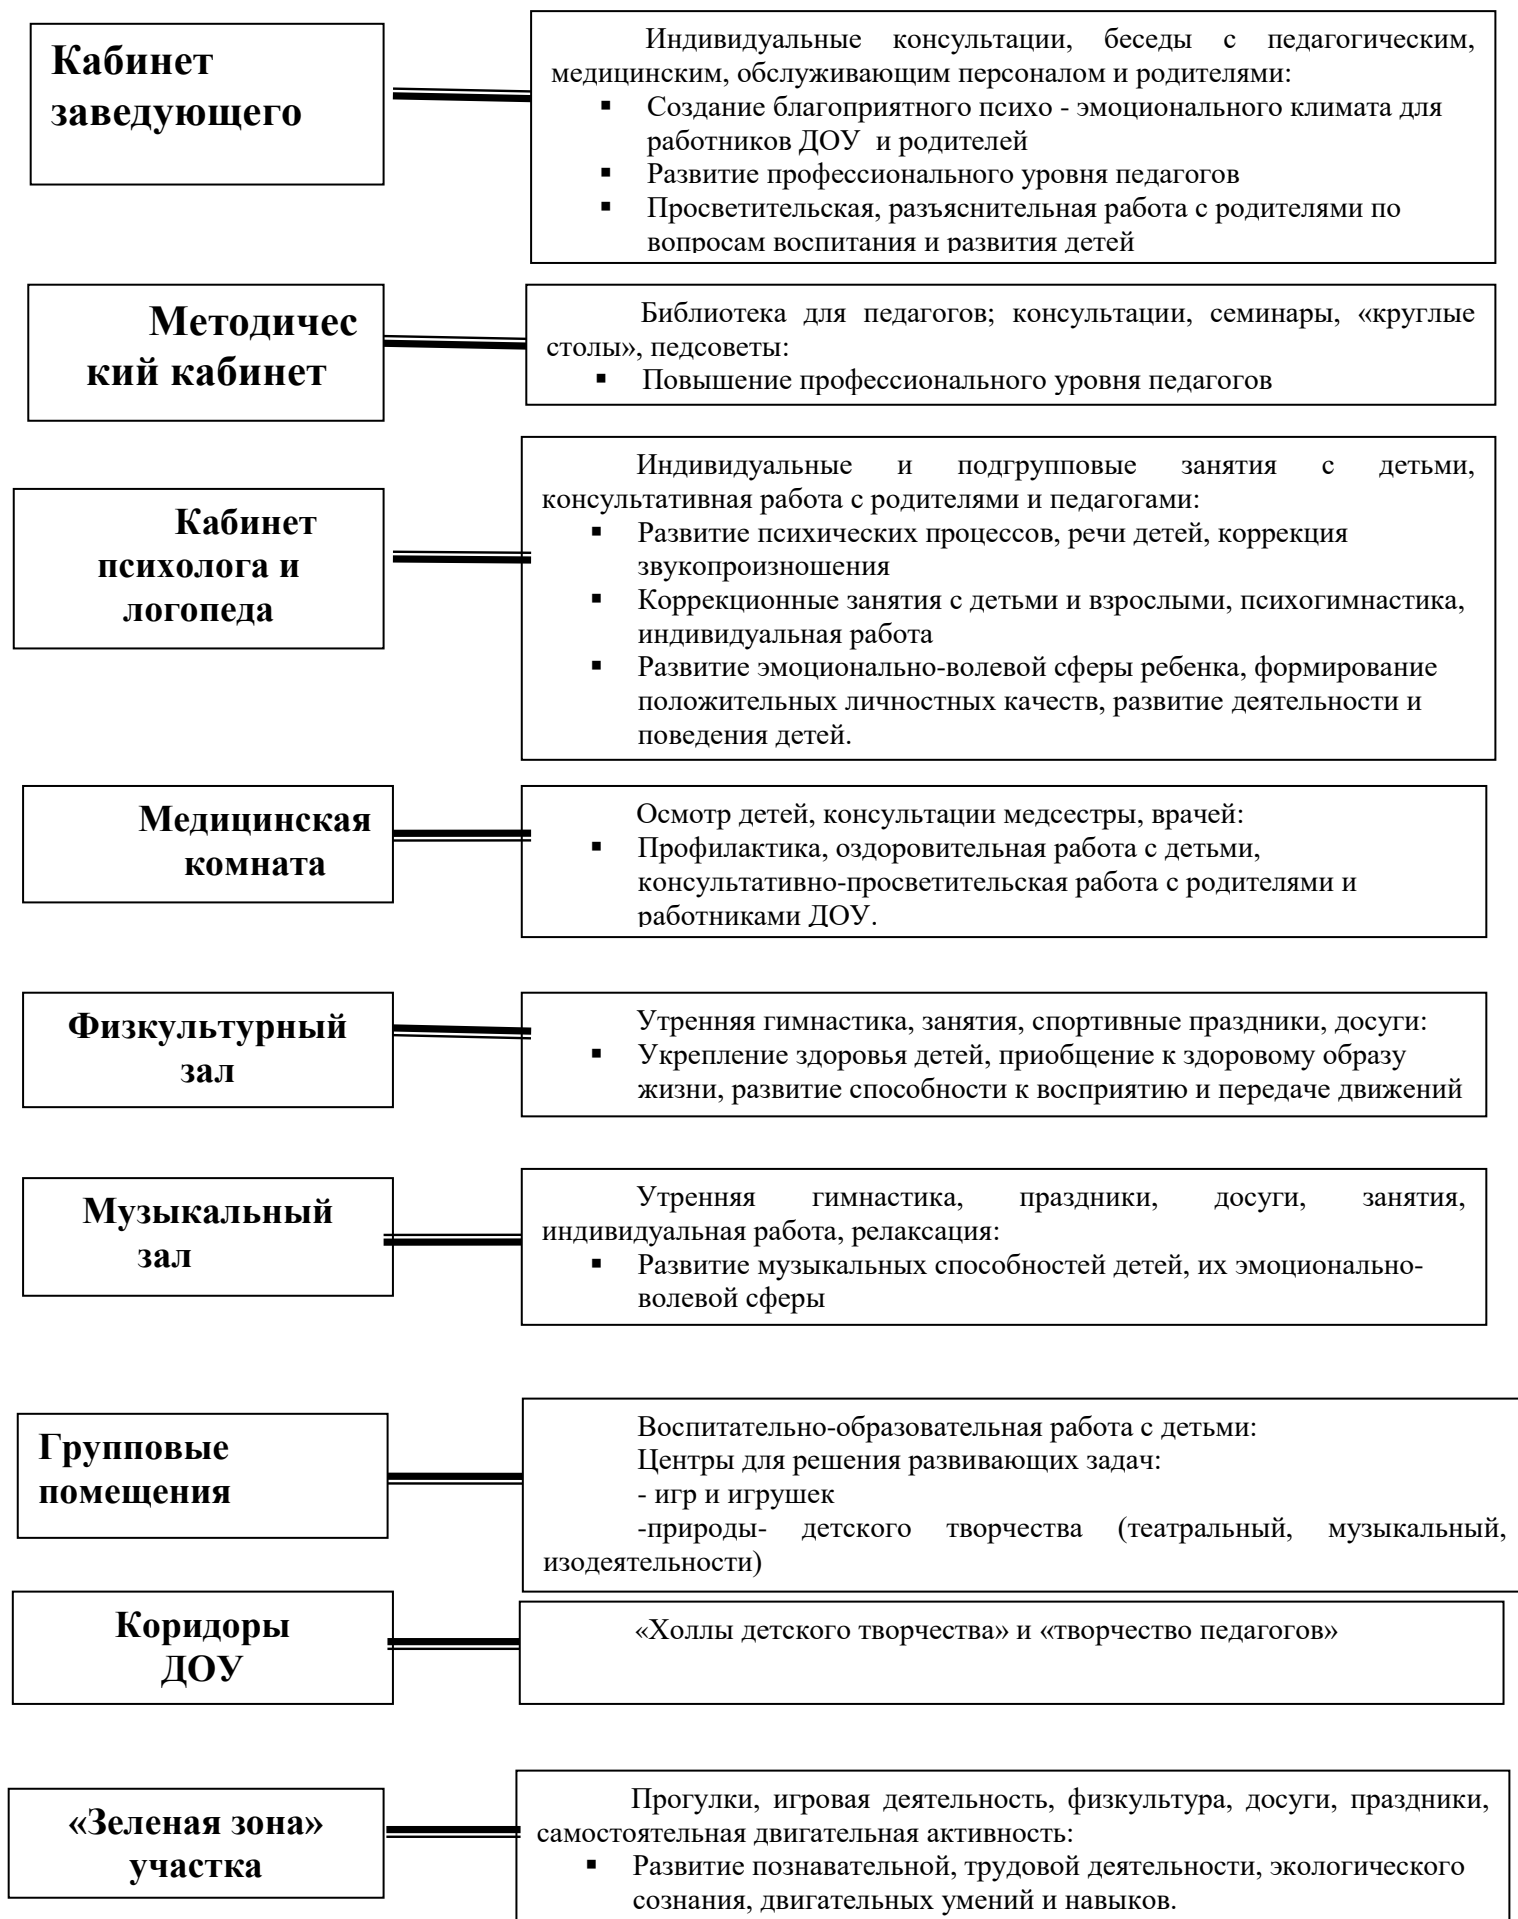 Кабинет
заведующего
Индивидуальные консультации, беседы с педагогическим,
медицинским, обслуживающим персоналом и родителями:
▪ Создание благоприятного психо - эмоционального климата для
работников ДОУ и родителей
▪ Развитие профессионального уровня педагогов
▪ Просветительская, разъяснительная работа с родителями по
вопросам воспитания и развития детей
Методичес
кий кабинет
Библиотека для педагогов; консультации, семинары, «круглые
столы», педсоветы:
▪ Повышение профессионального уровня педагогов
Кабинет
психолога и
логопеда
Индивидуальные и подгрупповые занятия с детьми,
консультативная работа с родителями и педагогами:
▪ Развитие психических процессов, речи детей, коррекция
звукопроизношения
▪ Коррекционные занятия с детьми и взрослыми, психогимнастика,
индивидуальная работа
▪ Развитие эмоционально-волевой сферы ребенка, формирование
положительных личностных качеств, развитие деятельности и
поведения детей.
Медицинская
комната
Осмотр детей, консультации медсестры, врачей:
▪ Профилактика, оздоровительная работа с детьми,
консультативно-просветительская работа с родителями и
работниками ДОУ.
Физкультурный
зал
Утренняя гимнастика, занятия, спортивные праздники, досуги:
▪ Укрепление здоровья детей, приобщение к здоровому образу
жизни, развитие способности к восприятию и передаче движений
Музыкальный
зал
Утренняя гимнастика, праздники, досуги, занятия,
индивидуальная работа, релаксация:
▪ Развитие музыкальных способностей детей, их эмоционально-
волевой сферы
Групповые
помещения
Воспитательно-образовательная работа с детьми:
Центры для решения развивающих задач:
- игр и игрушек
-природы- детского творчества (театральный, музыкальный,
изодеятельности)
Коридоры
ДОУ
«Холлы детского творчества» и «творчество педагогов»
«Зеленая зона»
участка
Прогулки, игровая деятельность, физкультура, досуги, праздники,
самостоятельная двигательная активность:
▪ Развитие познавательной, трудовой деятельности, экологического
сознания, двигательных умений и навыков.